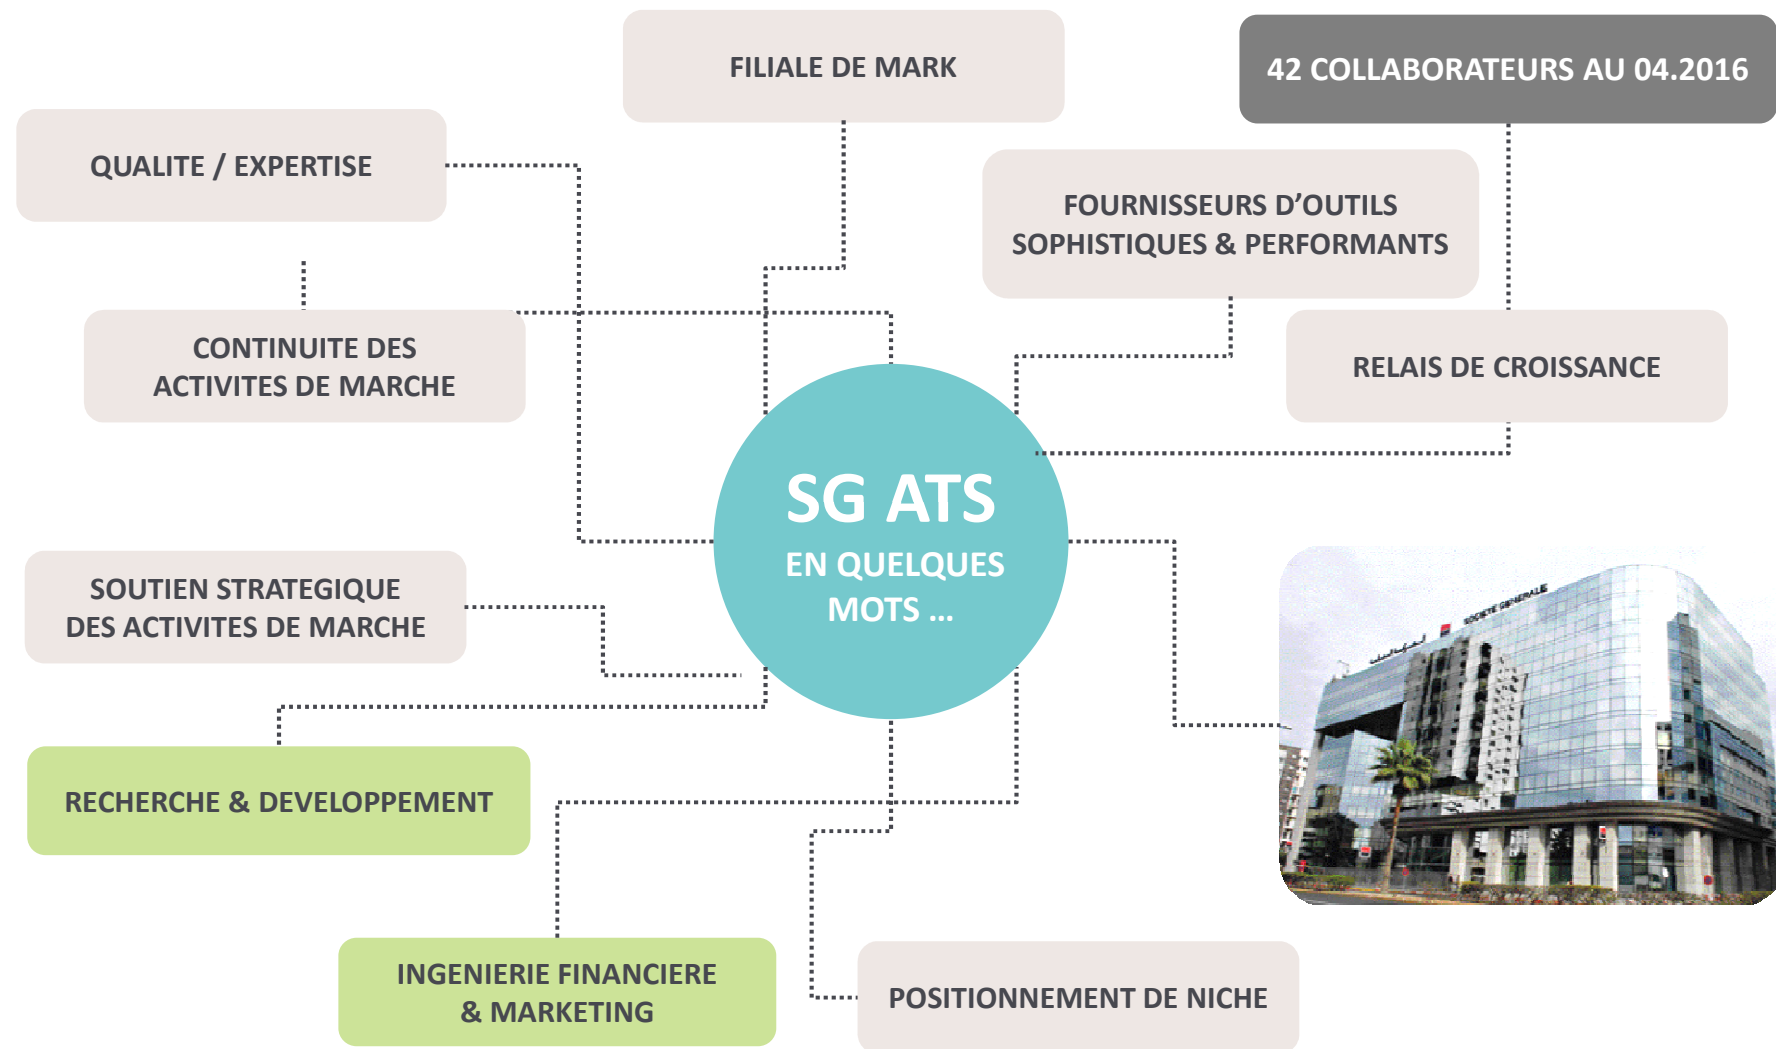 FILIALE DE MARK
42 COLLABORATEURS AU 04.2016
QUALITE / EXPERTISE
FOURNISSEURS D’OUTILS
SOPHISTIQUES & PERFORMANTS
CONTINUITE DES
ACTIVITES DE MARCHE
RELAIS DE CROISSANCE
SG ATS
EN QUELQUES
MOTS ...
SOUTIEN STRATEGIQUE
DES ACTIVITES DE MARCHE
SOCIETE GENERALE
RECHERCHE & DEVELOPPEMENT
INGENIERIE FINANCIERE
& MARKETING
POSITIONNEMENT DE NICHE